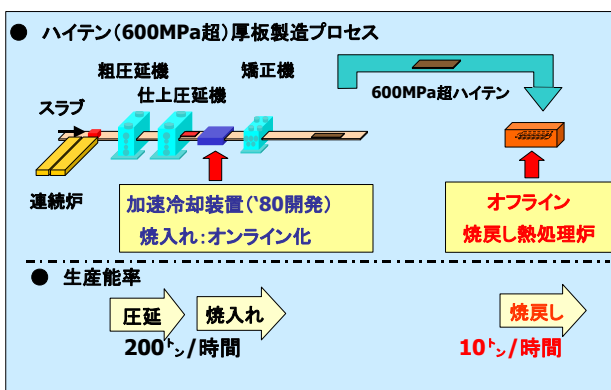 ● ハイテン(600MPa超)厚板製造プロセス
粗圧延機
矯正機
仕上圧延機
600MPa超ハイテン
スラブ
連続炉
加速冷却装置(‘80開発)
焼入れ:オンライン化
オフライン
焼戻し熱処理炉
● 生産能率
圧延
焼入れ
焼戻し
200㌧/時間
10㌧/時間